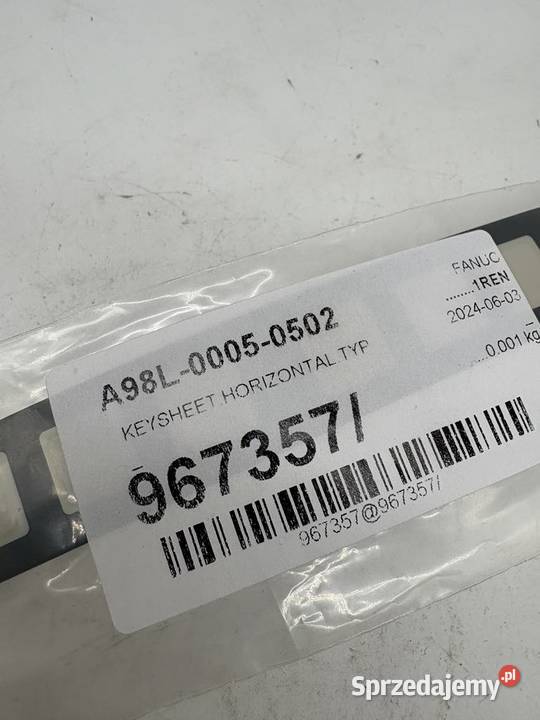 FANUC
A98L-0005-0502 ........1REN
KEYSHEET HORIZONTAL TYP 2024-06-03
967357/ ....0.001 kg
967357@967357/
Sprzedajemy.pl